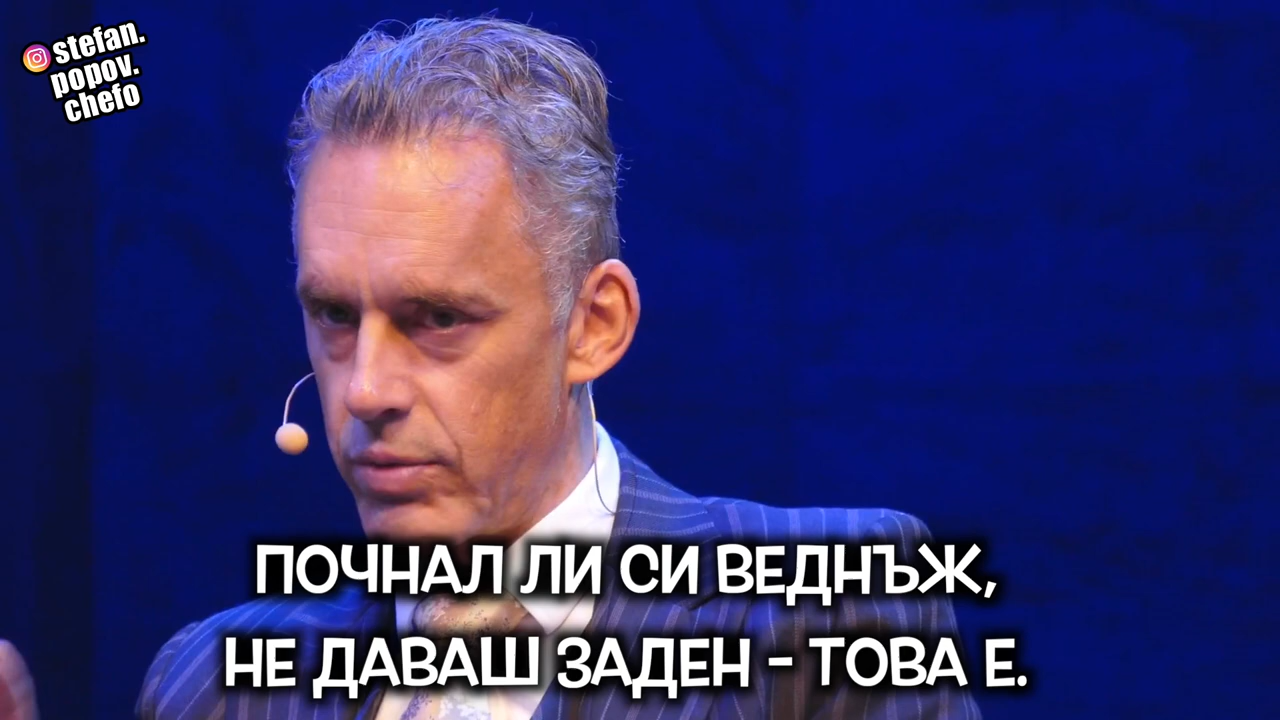 stefan.
popov.
chefo
ПОЧНАЛ ЛИ СИ ВЕДНЪЖ,
НЕ ДАВАШ ЗАДЕН - ТОВА Е.